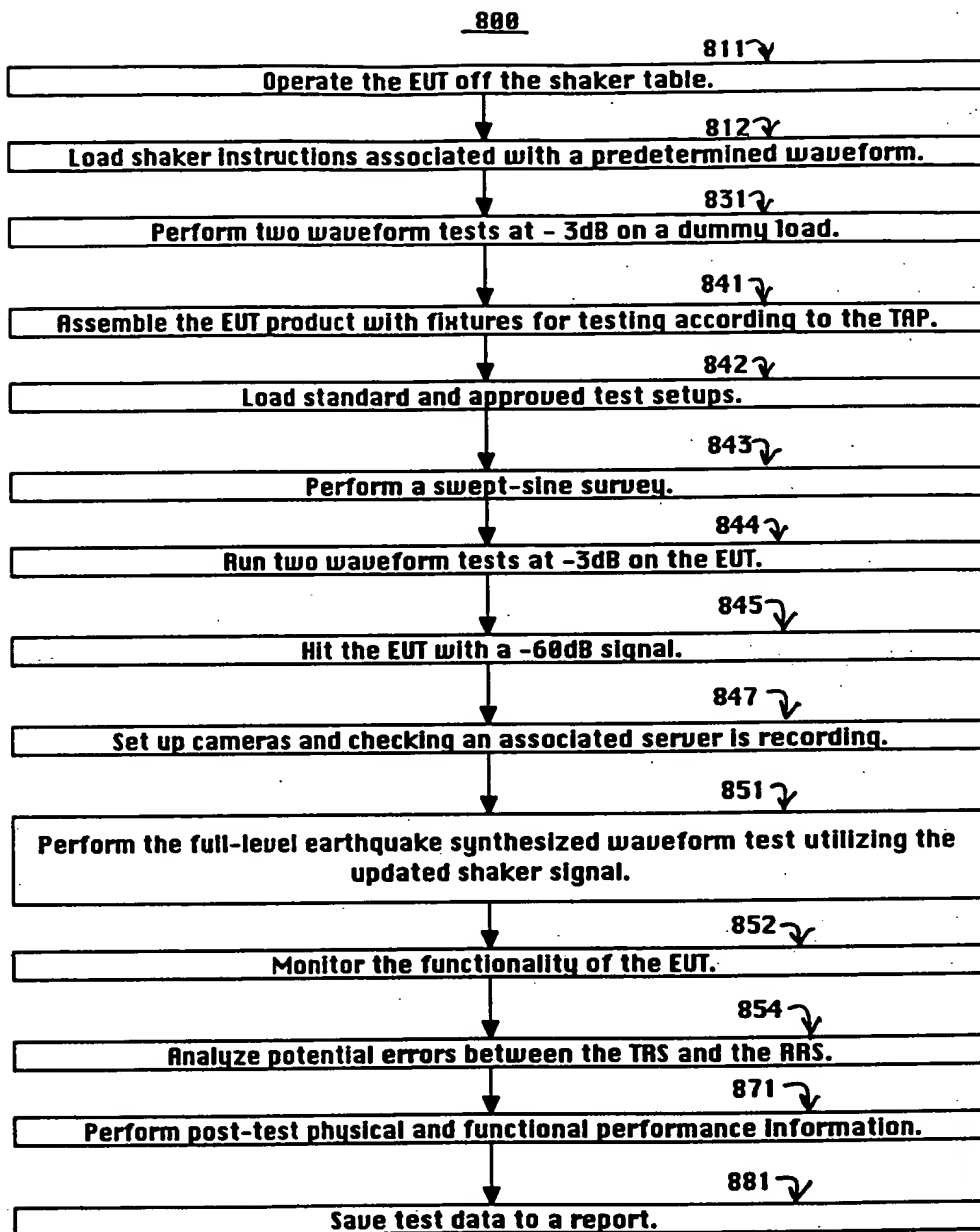 800
811
Operate the EUT off the shaker table.
812
Load shaker instructions associated with a predetermined waveform.
831
Perform two waveform tests at - 3dB on a dummy load.
841
Assemble the EUT product with fixtures for testing according to the TAP.
842
Load standard and approved test setups.
843
Perform a swept-sine survey.
844
Run two waveform tests at -3dB on the EUT.
845
Hit the EUT with a -60dB signal.
847
Set up cameras and checking an associated server is recording.
851
Perform the full-level earthquake synthesized waveform test utilizing the
updated shaker signal.
852
Monitor the functionality of the EUT.
854
Analyze potential errors between the TRS and the RRS.
871
Perform post-test physical and functional performance information.
881
Save test data to a report.